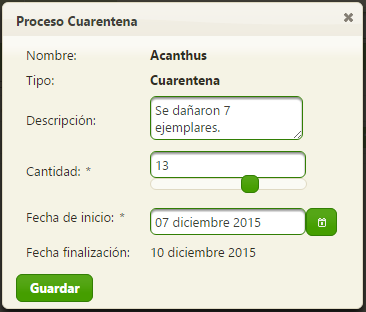 Proceso Cuarentena
Nombre: Acanthus
Tipo: Cuarentena
Descripción: Se dañaron 7
ejemplares.
Cantidad: * 13
Fecha de inicio: * 07 diciembre 2015
Fecha finalización: 10 diciembre 2015
Guardar